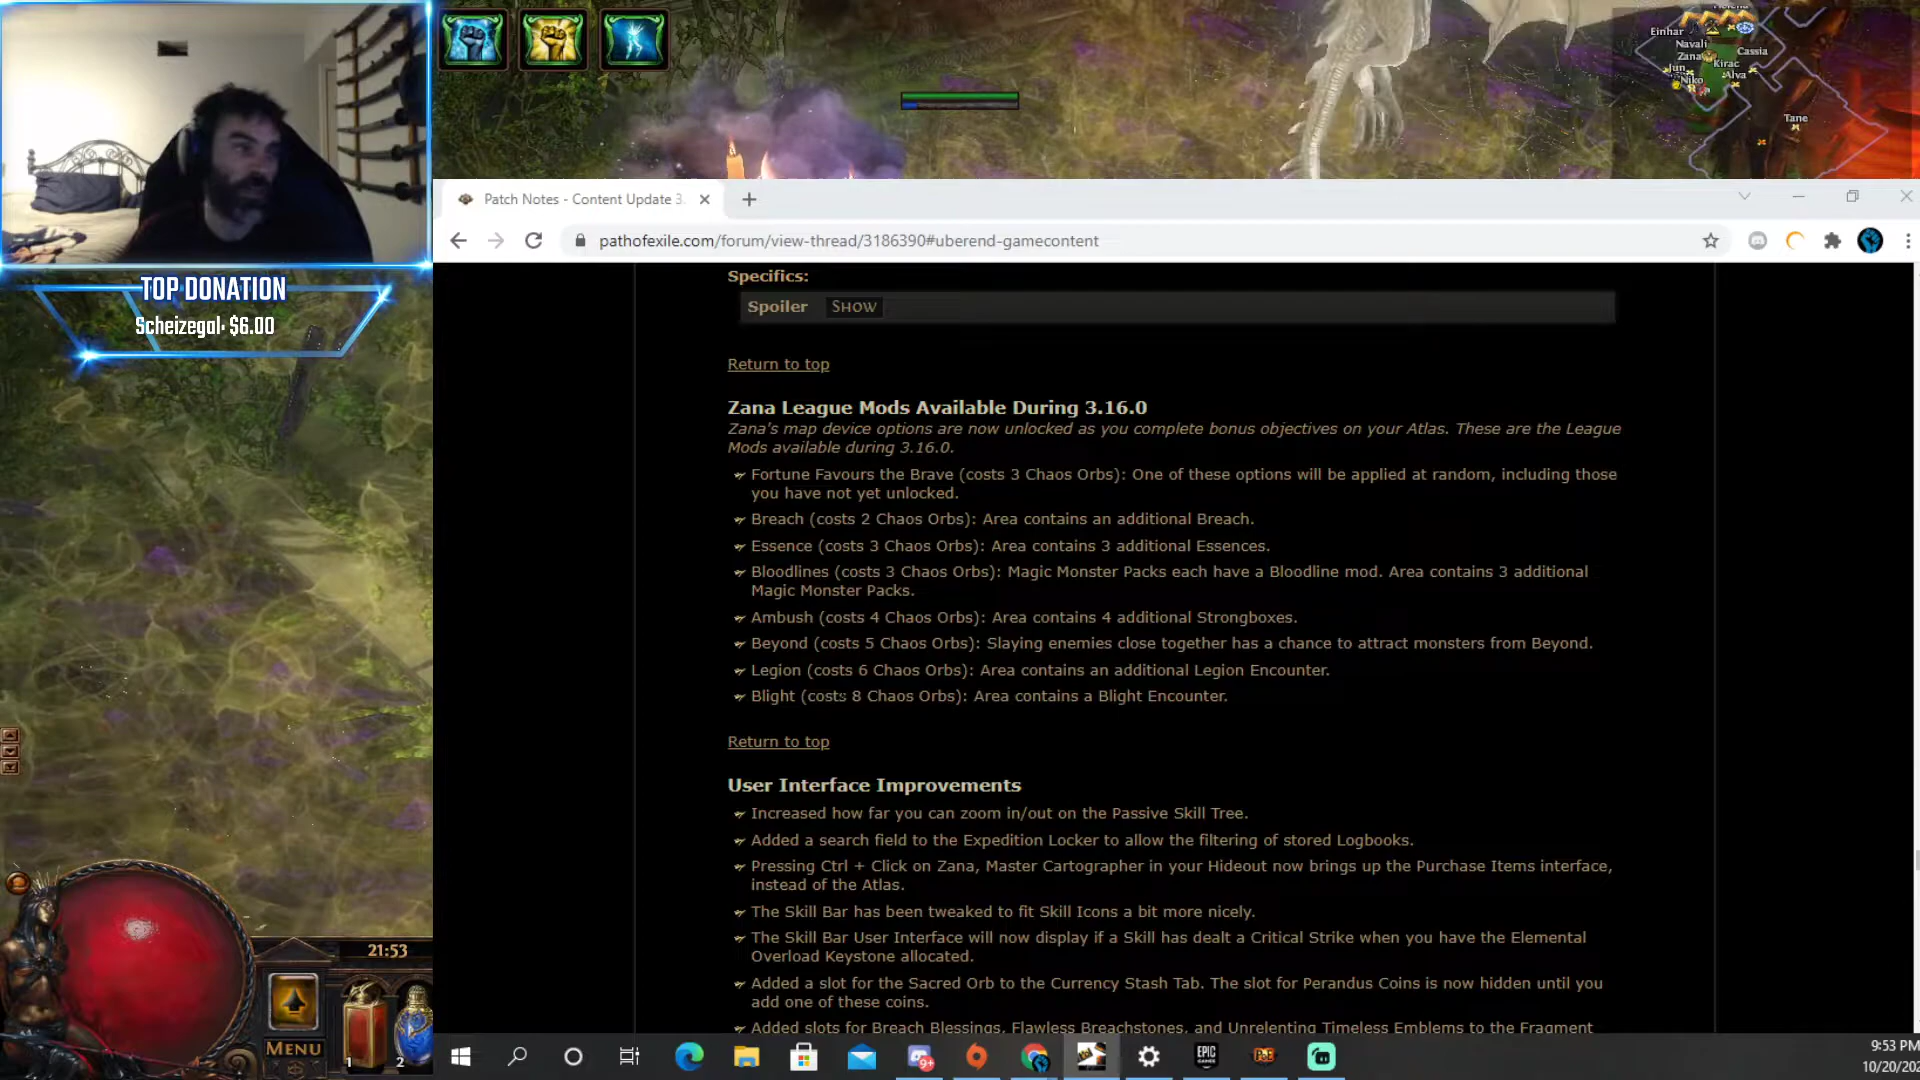 Helena
Einhar
Navali
Cassia
Zana
Kirac
Jun
Alva
Niko
Tane
Patch Notes - Content Update 3.
pathofexile.com/forum/view-thread/3186390#uberend-gamecontent
TOP DONATION
Scheizegal: $6.00
Specifics:
Spoiler SHOW
Return to top
Zana League Mods Available During 3.16.0
Zana's map device options are now unlocked as you complete bonus objectives on your Atlas. These are the League
Mods available during 3.16.0.
Fortune Favours the Brave (costs 3 Chaos Orbs): One of these options will be applied at random, including those
you have not yet unlocked.
Breach (costs 2 Chaos Orbs): Area contains an additional Breach.
Essence (costs 3 Chaos Orbs): Area contains 3 additional Essences.
Bloodlines (costs 3 Chaos Orbs): Magic Monster Packs each have a Bloodline mod. Area contains 3 additional
Magic Monster Packs.
Ambush (costs 4 Chaos Orbs): Area contains 4 additional Strongboxes.
Beyond (costs 5 Chaos Orbs): Slaying enemies close together has a chance to attract monsters from Beyond.
Legion (costs 6 Chaos Orbs): Area contains an additional Legion Encounter.
Blight (costs 8 Chaos Orbs): Area contains a Blight Encounter.
Return to top
User Interface Improvements
Increased how far you can zoom in/out on the Passive Skill Tree.
Added a search field to the Expedition Locker to allow the filtering of stored Logbooks.
Pressing Ctrl + Click on Zana, Master Cartographer in your Hideout now brings up the Purchase Items interface,
instead of the Atlas.
The Skill Bar has been tweaked to fit Skill Icons a bit more nicely.
The Skill Bar User Interface will now display if a Skill has dealt a Critical Strike when you have the Elemental
Overload Keystone allocated.
Added a slot for the Sacred Orb to the Currency Stash Tab. The slot for Perandus Coins is now hidden until you
add one of these coins.
Added slots for Breach Blessings, Flawless Breachstones, and Unrelenting Timeless Emblems to the Fragment
21:53
MENU
1
2
9+
EPIC
GAMES
PoE
9:53 PM
10/20/202